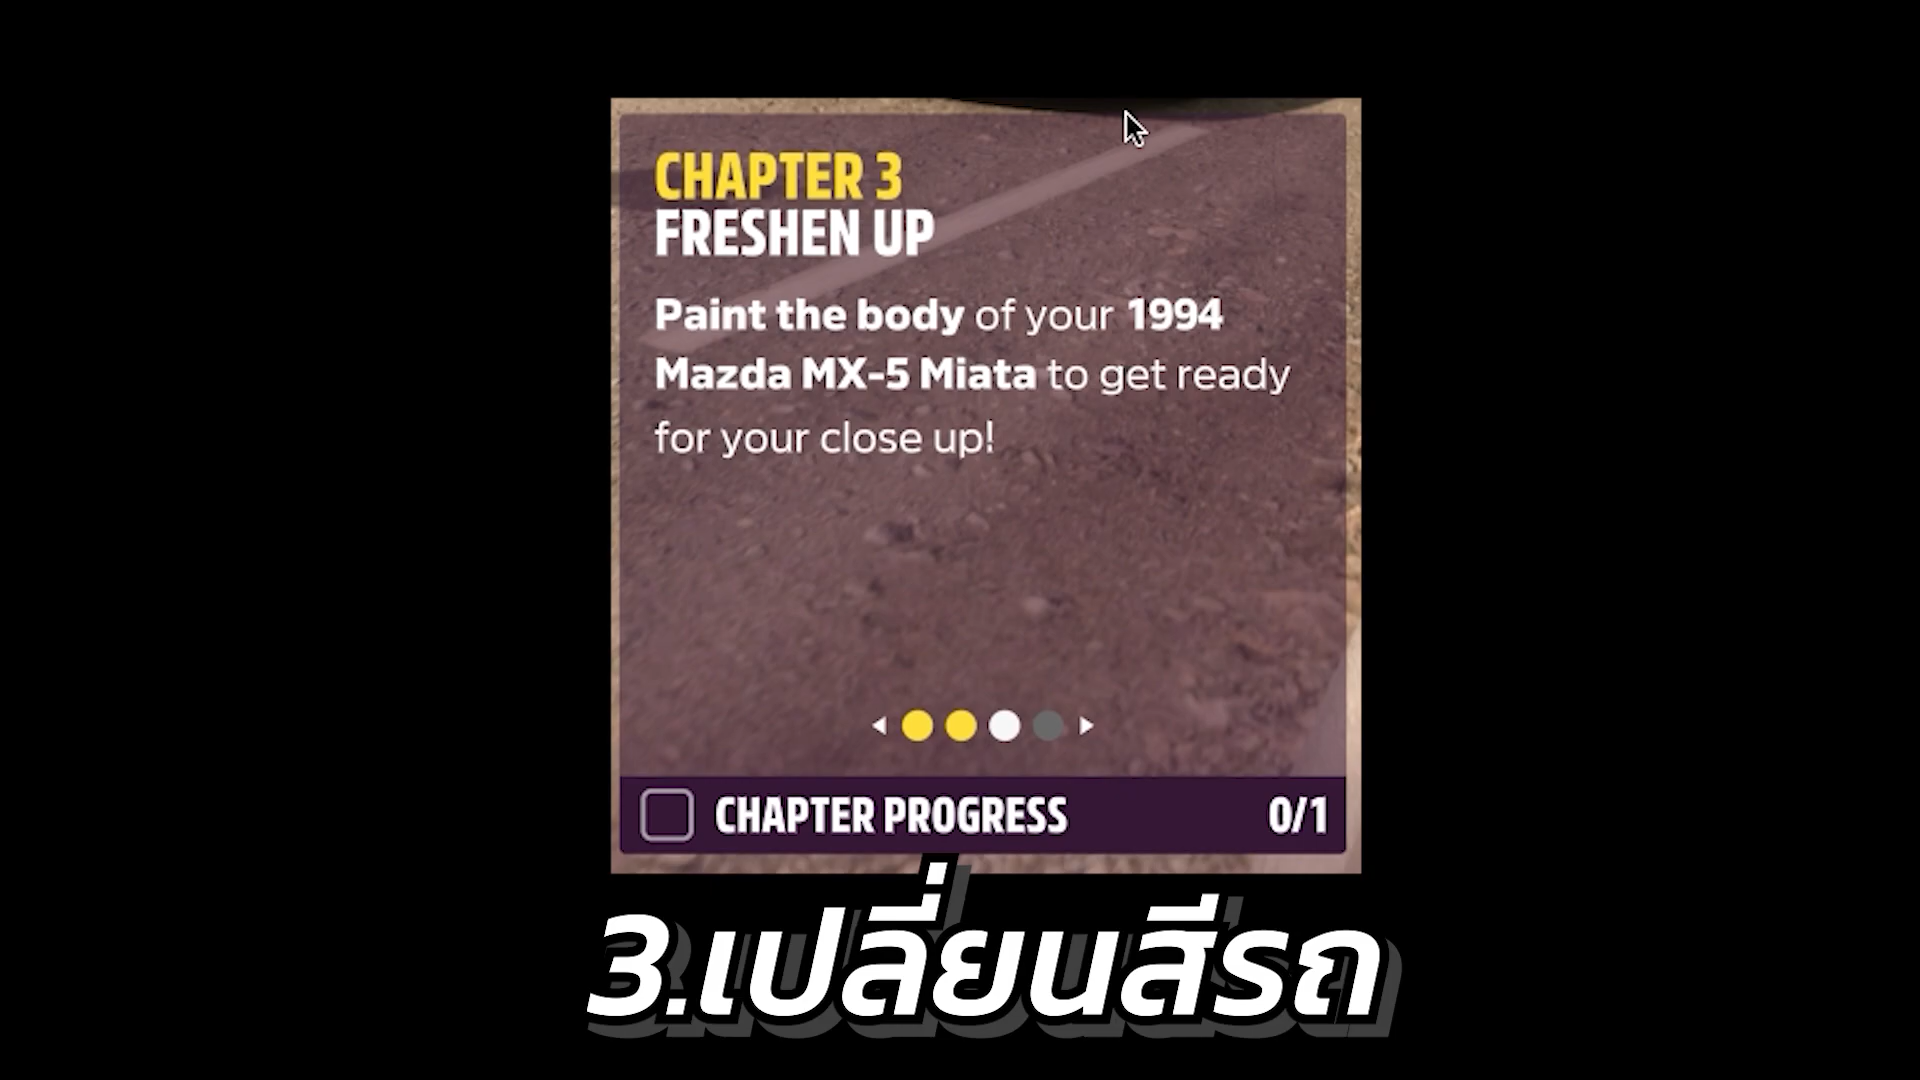 CHAPTER 3
FRESHEN UP
Paint the body of your 1994
Mazda MX-5 Miata to get ready
for your close up!
CHAPTER PROGRESS 0/1
3.เปลี่ยนสีรถ